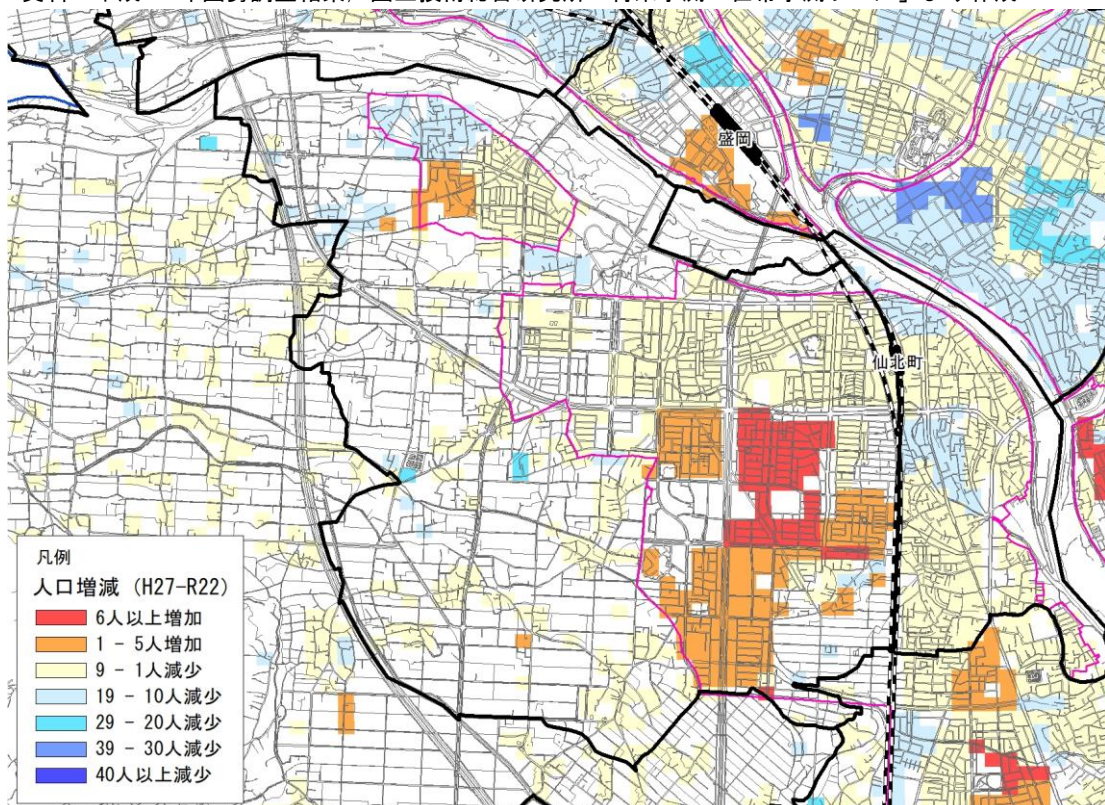 盛岡
仙北町
凡例
人口増減 (H27-R22)
6人以上増加
1 - 5人増加
9 - 1人減少
19 - 10人減少
29 - 20人減少
39 - 30人減少
40人以上減少